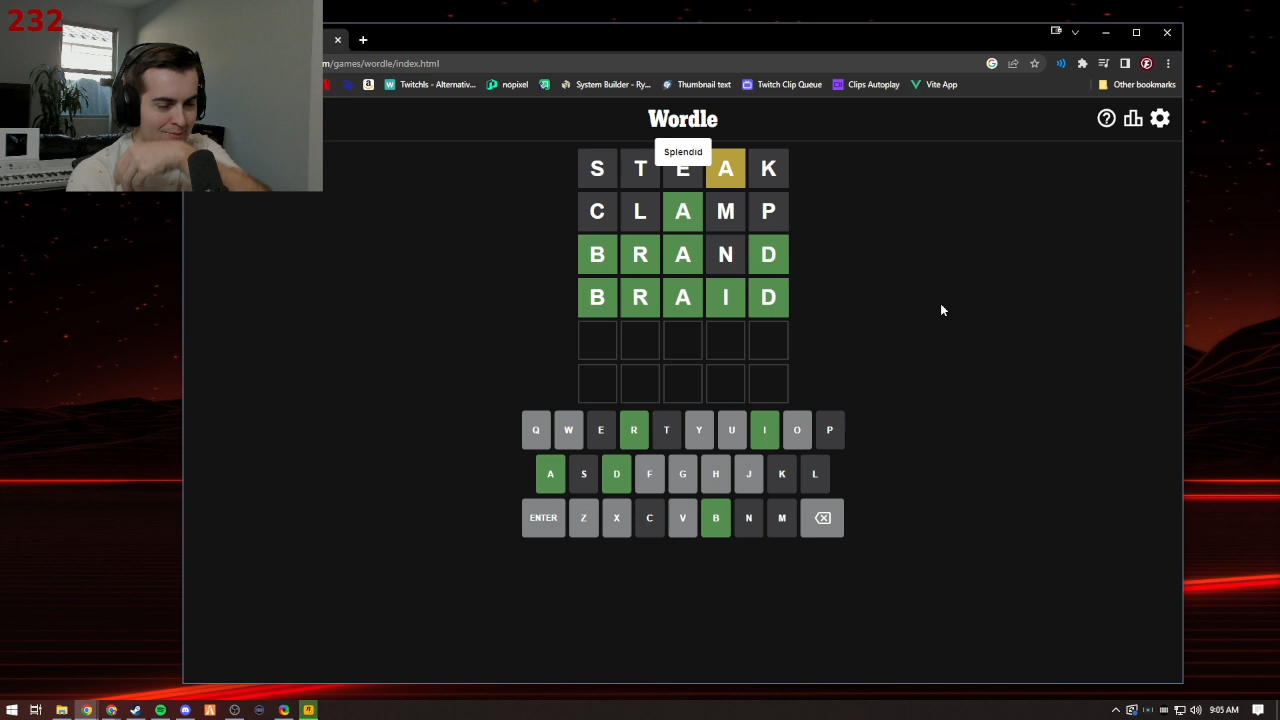 232
m/games/wordle/index.html
TwitchIs - Alternativ...
nopixel
System Builder - Ry...
Thumbnail text
Twitch Clip Queue
Clips Autoplay
Vite App
Other bookmarks
Wordle
Splendid
S T E A K
C L A M P
B R A N D
B R A I D
Q W E R T Y U I O P
A S D F G H J K L
ENTER Z X C V B N M
9:05 AM